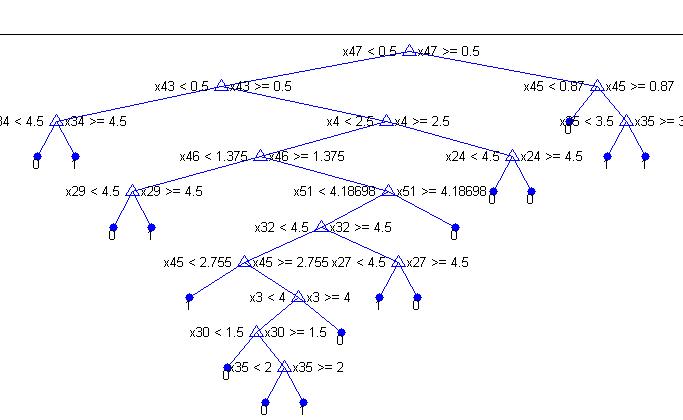 x47 < 0.5 x47 >= 0.5
x43 < 0.5 x43 >= 0.5 x45 < 0.87 x45 >= 0.87
34 < 4.5 x34 >= 4.5 x4 < 2.5 x4 >= 2.5 < 3.5 x35 >= 3
0 1 x46 < 1.375 x46 >= 1.375 x24 < 4.5 x24 >= 4.5 0 1 1
x29 < 4.5 x29 >= 4.5 x51 < 4.18698 x51 >= 4.18698 0 0
0 1 x32 < 4.5 x32 >= 4.5 0
x45 < 2.755 x45 >= 2.755 x27 < 4.5 x27 >= 4.5
1 x3 < 4 x3 >= 4 1 0
x30 < 1.5 x30 >= 1.5 0
0 x35 < 2 x35 >= 2
0 1